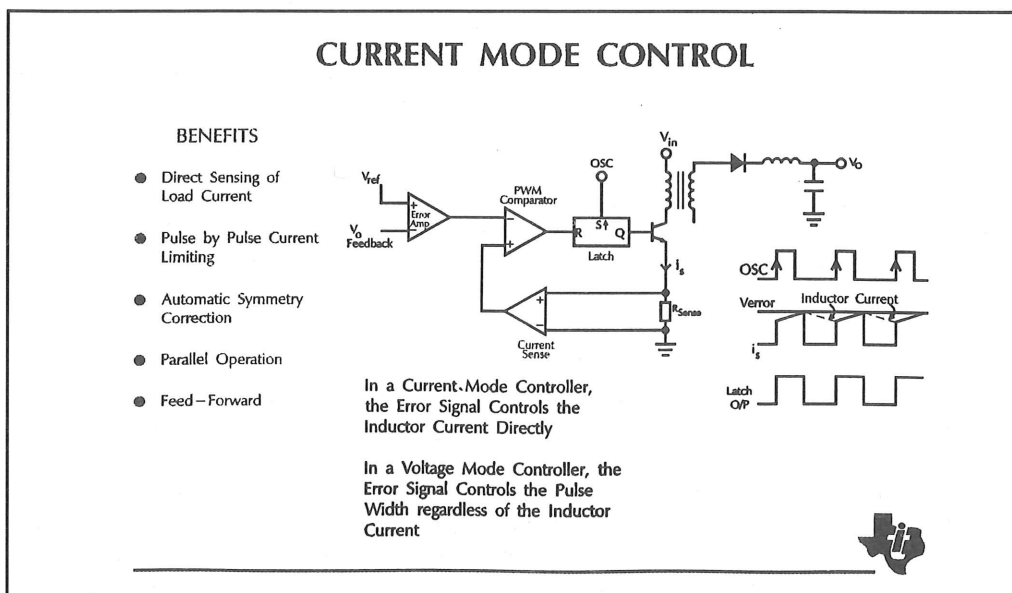 CURRENT MODE CONTROL
BENEFITS
● Direct Sensing of
Load Current
● Pulse by Pulse Current
Limiting
● Automatic Symmetry
Correction
● Parallel Operation
● Feed-Forward
Vref
Vo
Feedback
+
Error
Amp
-
PWM
Comparator
-
+
OSC
R
S
Q
Latch
Vin
Vo
is
RSense
+
-
Current
Sense
OSC
Verror
Inductor Current
is
Latch
O/P
In a Current Mode Controller,
the Error Signal Controls the
Inductor Current Directly
In a Voltage Mode Controller, the
Error Signal Controls the Pulse
Width regardless of the Inductor
Current